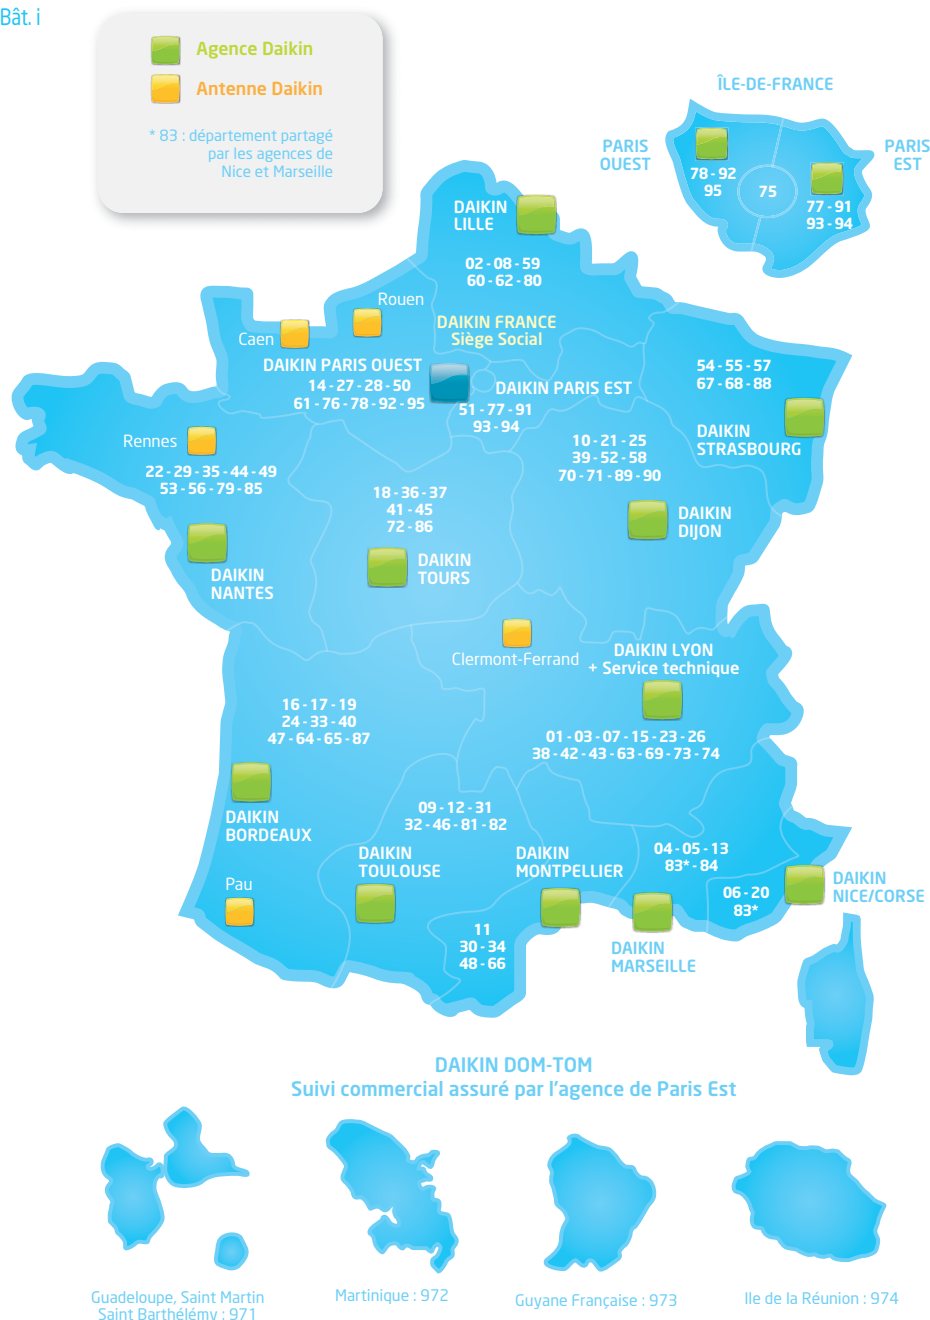 Bât. i
Agence Daikin
Antenne Daikin
* 83 : département partagé
par les agences de
Nice et Marseille
ÎLE-DE-FRANCE
PARIS
OUEST
PARIS
EST
78 - 92
95
75
77 - 91
93 - 94
DAIKIN
LILLE
02 - 08 - 59
60 - 62 - 80
Rouen
Caen
DAIKIN FRANCE
Siège Social
DAIKIN PARIS OUEST
14 - 27 - 28 - 50
61 - 76 - 78 - 92 - 95
DAIKIN PARIS EST
51 - 77 - 91
93 - 94
54 - 55 - 57
67 - 68 - 88
DAIKIN
STRASBOURG
Rennes
22 - 29 - 35 - 44 - 49
53 - 56 - 79 - 85
10 - 21 - 25
39 - 52 - 58
70 - 71 - 89 - 90
18 - 36 - 37
41 - 45
72 - 86
DAIKIN
DIJON
DAIKIN
NANTES
DAIKIN
TOURS
Clermont-Ferrand
DAIKIN LYON
+ Service technique
16 - 17 - 19
24 - 33 - 40
47 - 64 - 65 - 87
01 - 03 - 07 - 15 - 23 - 26
38 - 42 - 43 - 63 - 69 - 73 - 74
DAIKIN
BORDEAUX
09 - 12 - 31
32 - 46 - 81 - 82
DAIKIN
TOULOUSE
DAIKIN
MONTPELLIER
04 - 05 - 13
83* - 84
Pau
06 - 20
83*
DAIKIN
NICE/CORSE
11
30 - 34
48 - 66
DAIKIN
MARSEILLE
DAIKIN DOM-TOM
Suivi commercial assuré par l'agence de Paris Est
Guadeloupe, Saint Martin
Saint Barthélémy : 971
Martinique : 972
Guyane Française : 973
Ile de la Réunion : 974